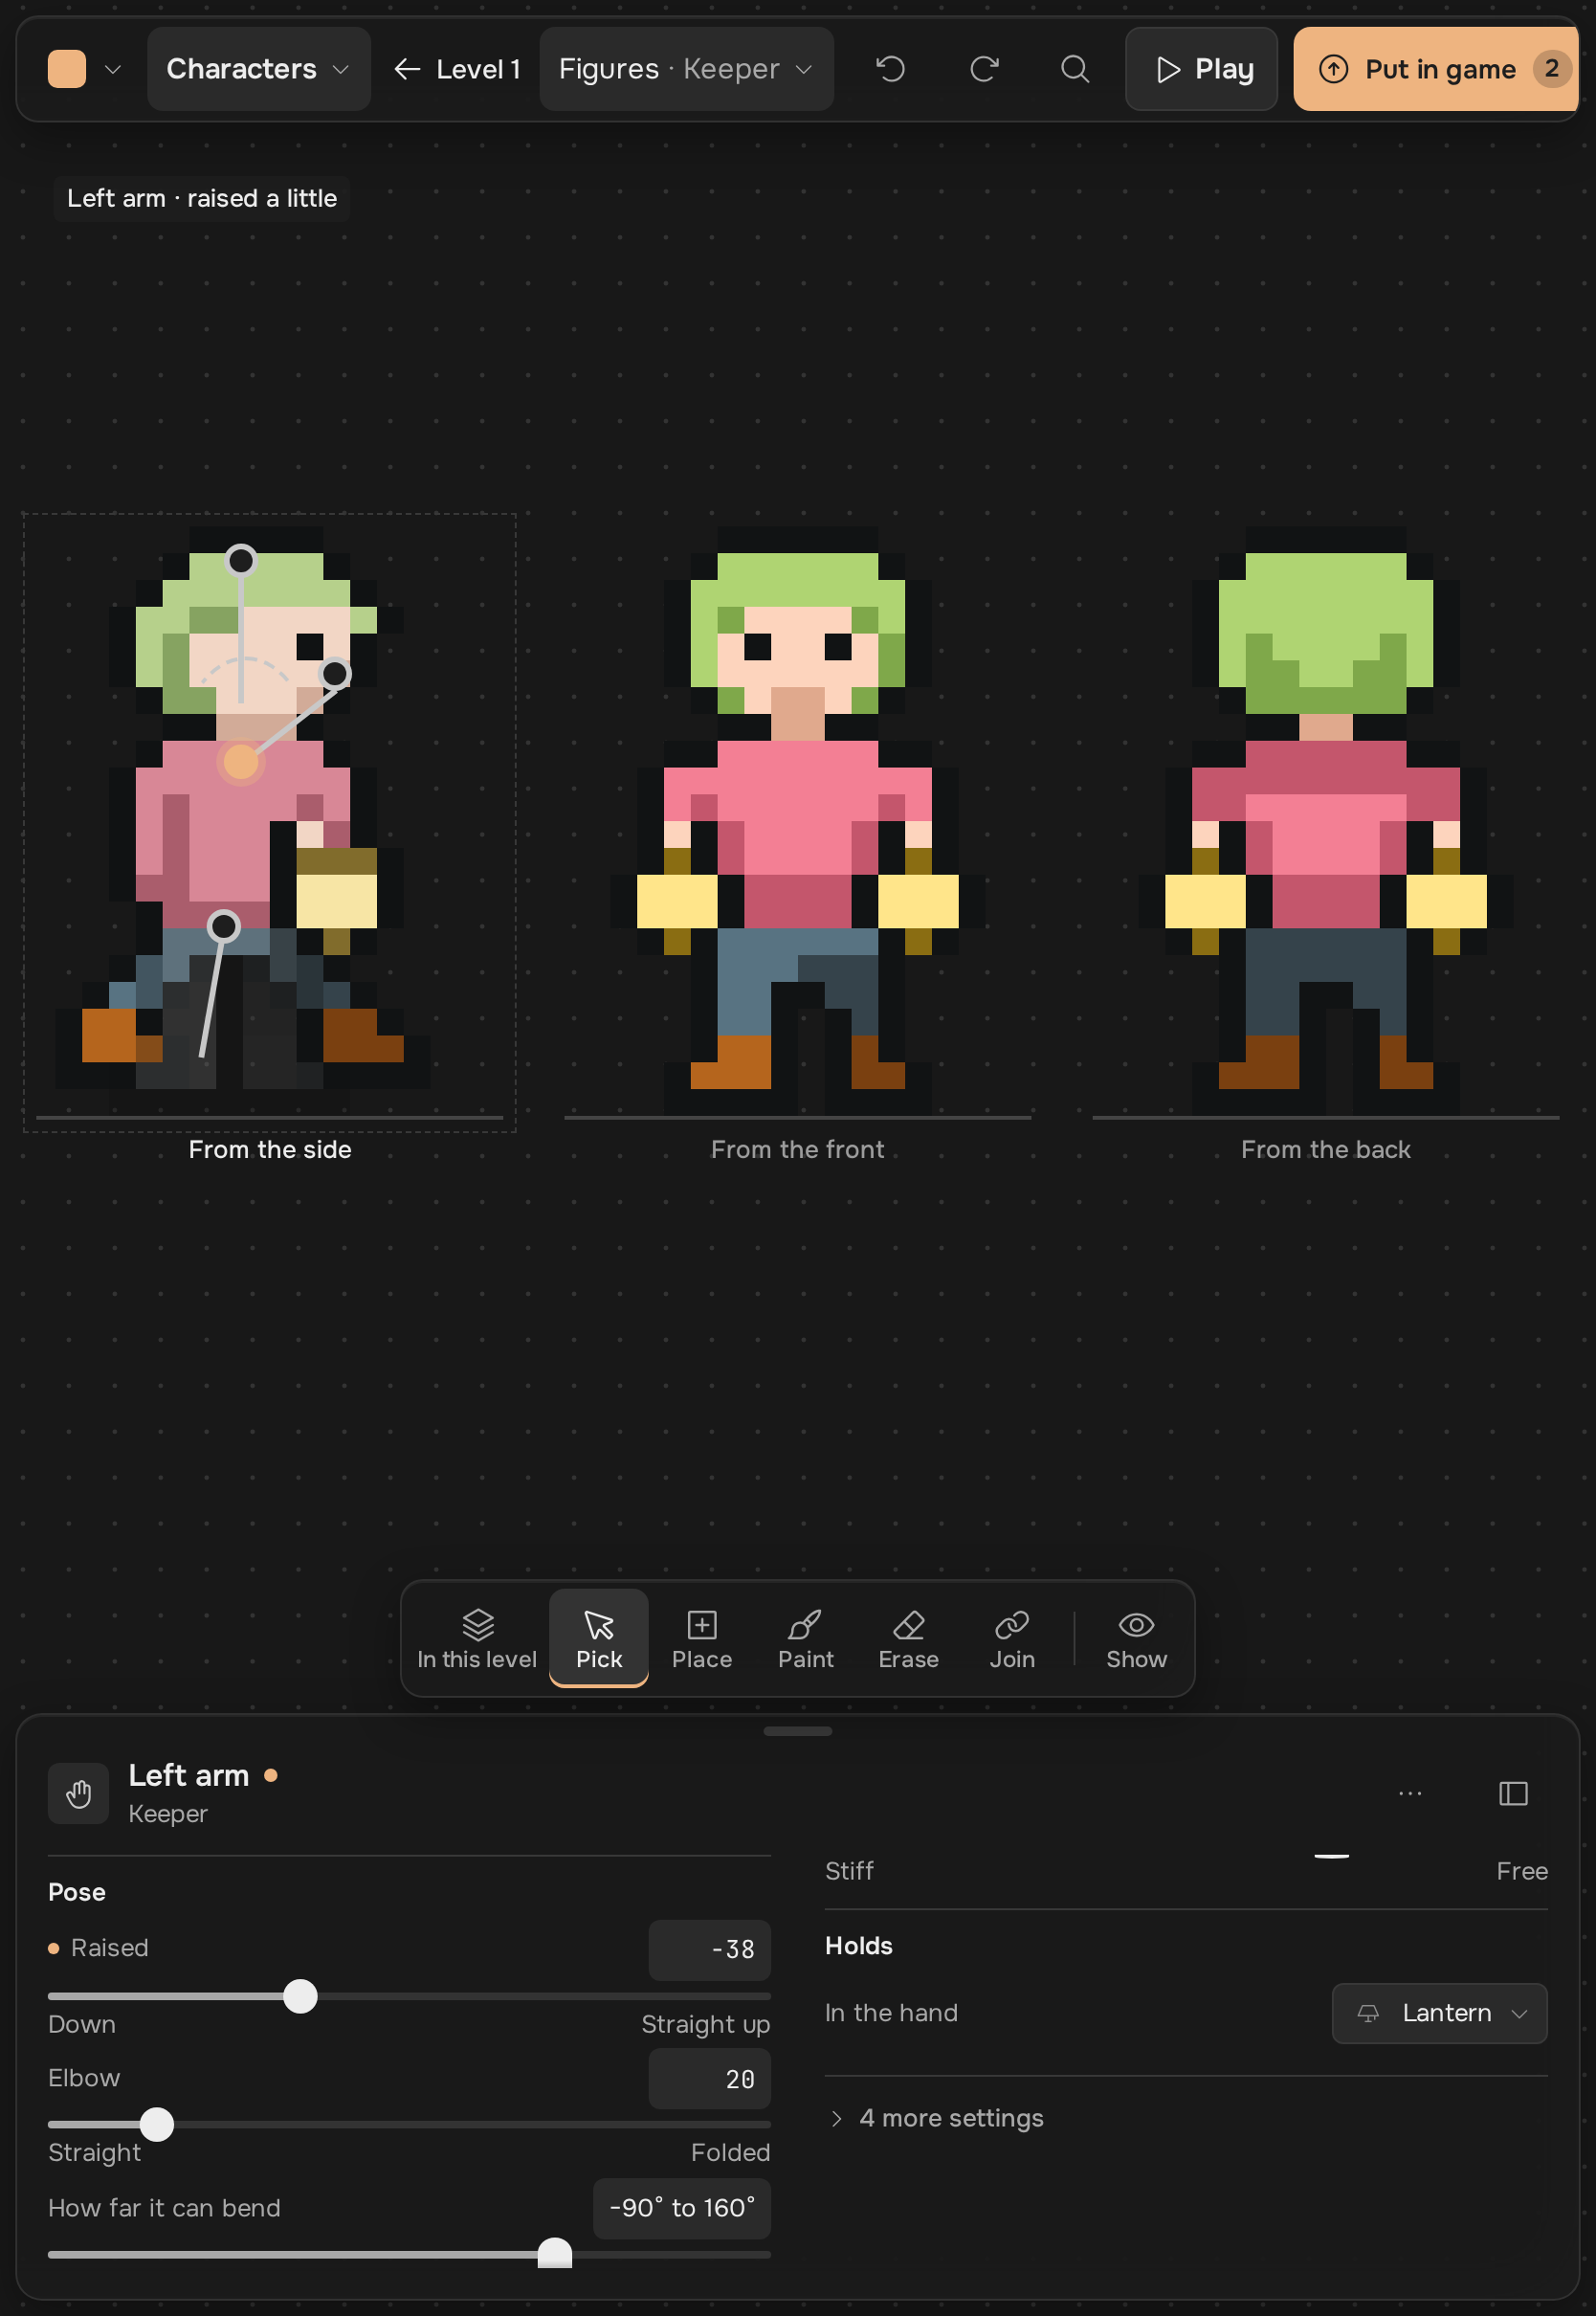 Characters
Level 1
Figures · Keeper
Play
Put in game 2
Left arm · raised a little
From the side
From the front
From the back
In this level
Pick
Place
Paint
Erase
Join
Show
Left arm
Keeper
Pose
Raised
-38
Down
Straight up
Elbow
20
Straight
Folded
How far it can bend
-90° to 160°
Stiff
Free
Holds
In the hand
Lantern
4 more settings